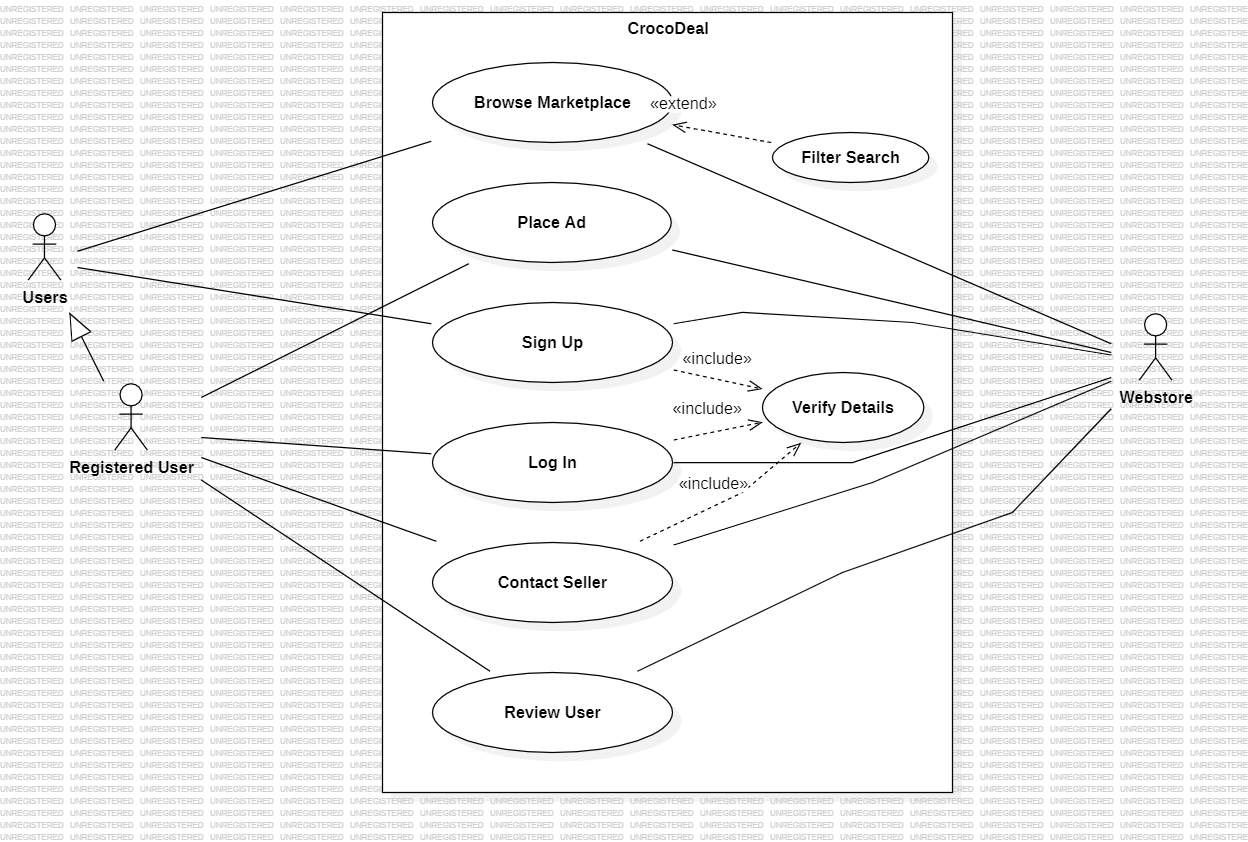 CrocoDeal
Browse Marketplace
«extend»
Filter Search
Place Ad
Users
Sign Up
«include»
Webstore
«include»
Verify Details
Registered User
Log In
«include»
Contact Seller
Review User
UNREGISTERED